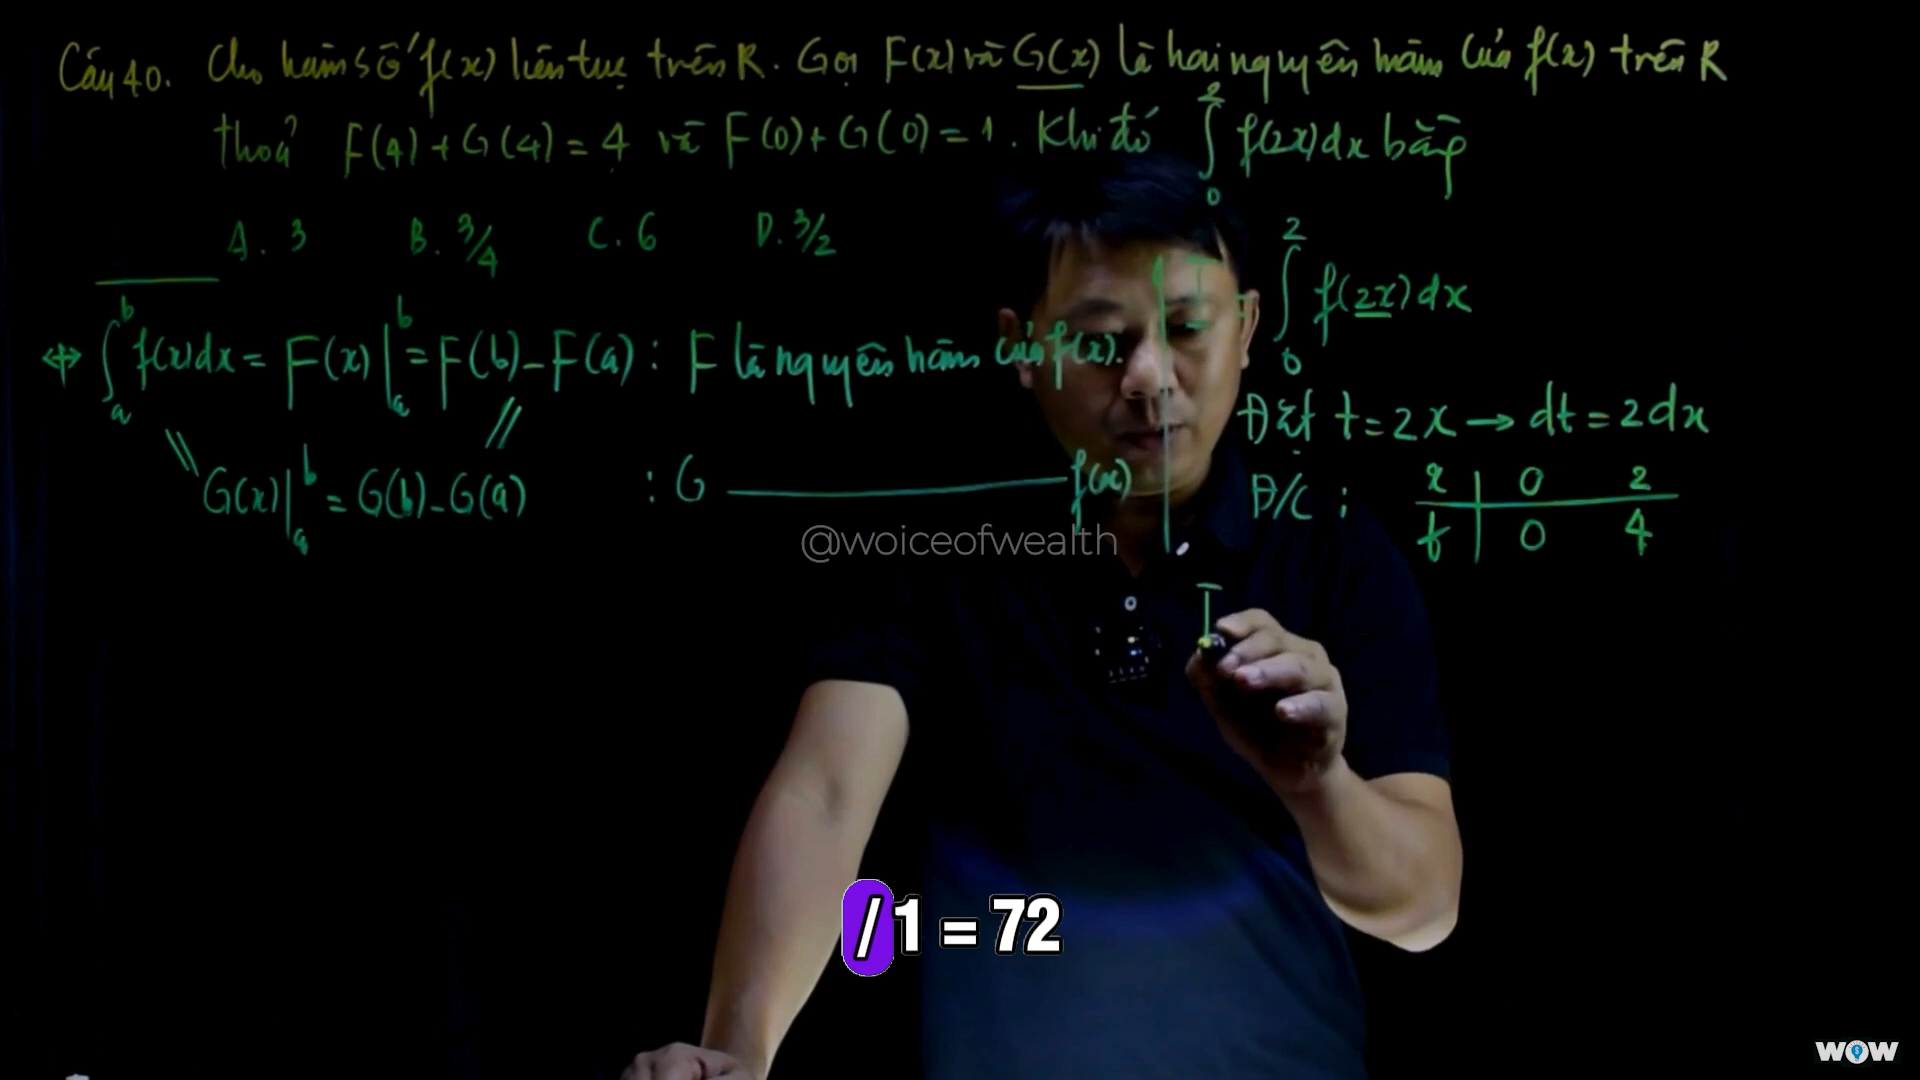 Câu 40. Cho hàm số f(x) liên tục trên R. Gọi F(x) và G(x) là hai nguyên hàm của f(x) trên R
thoả F(4) + G(4) = 4 và F(0) + G(0) = 1. Khi đó ∫₀² f(2x)dx bằng
A. 3 B. 3/4 C. 6 D. 3/2
I = ∫₀² f(2x)dx
⇔ ∫ₐᵇ f(x)dx = F(x)|ₐᵇ = F(b) - F(a) : F là nguyên hàm của f(x).
Đặt t = 2x → dt = 2dx
G(x)|ₐᵇ = G(b) - G(a) : G — f(x)
Đ/C : x | 0 2
t | 0 4
@woiceofwealth
I
/ 1 = 72
WOW